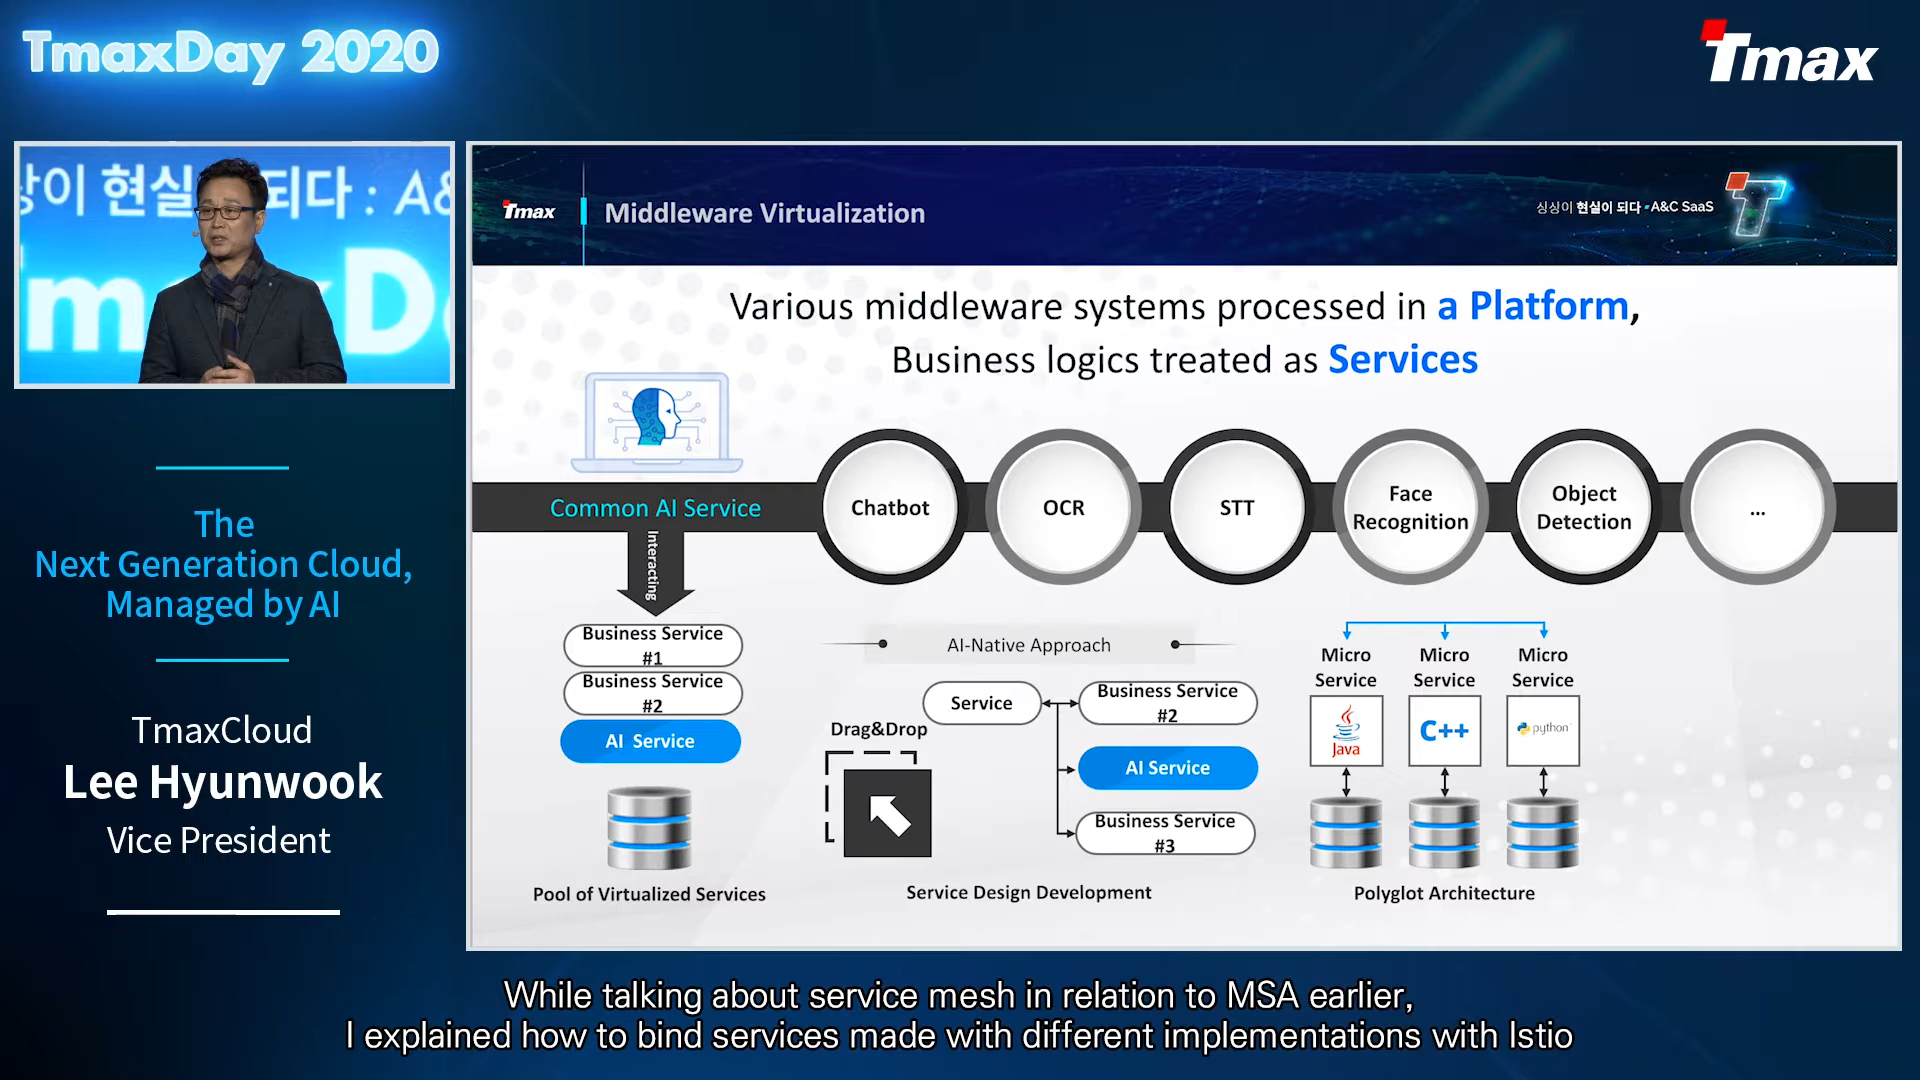 TmaxDay 2020
Tmax
상이 현실 되다 : A&
TmaxD
The
Next Generation Cloud,
Managed by AI
TmaxCloud
Lee Hyunwook
Vice President
Tmax
Middleware Virtualization
싱싱이 현실이 되다 - A&C SaaS
T
Various middleware systems processed in a Platform,
Business logics treated as Services
Common AI Service
Chatbot
OCR
STT
Face
Recognition
Object
Detection
...
Interacting
Business Service
#1
Business Service
#2
AI Service
Pool of Virtualized Services
AI-Native Approach
Drag&Drop
Service
Business Service
#2
AI Service
Business Service
#3
Service Design Development
Micro
Service
Micro
Service
Micro
Service
Java
C++
python
Polyglot Architecture
While talking about service mesh in relation to MSA earlier,
I explained how to bind services made with different implementations with Istio